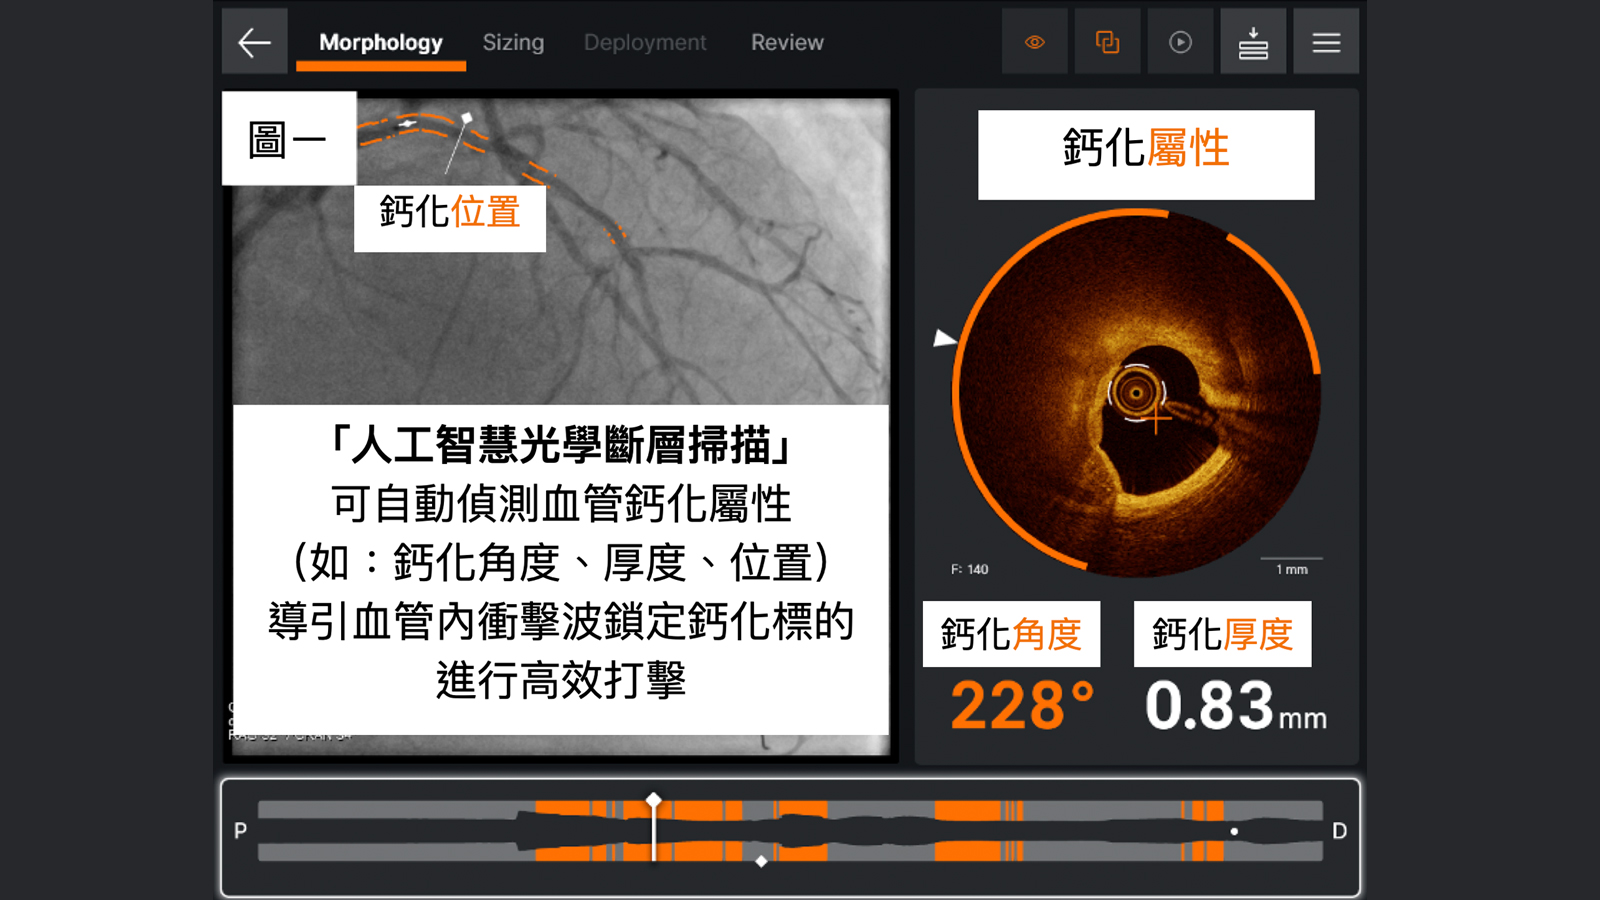 Morphology
Sizing
Deployment
Review
圖一
鈣化位置
「人工智慧光學斷層掃描」
可自動偵測血管鈣化屬性
（如：鈣化角度、厚度、位置）
導引血管內衝擊波鎖定鈣化標的
進行高效打擊
鈣化屬性
F: 140
1 mm
鈣化角度
228°
鈣化厚度
0.83 mm
P
D